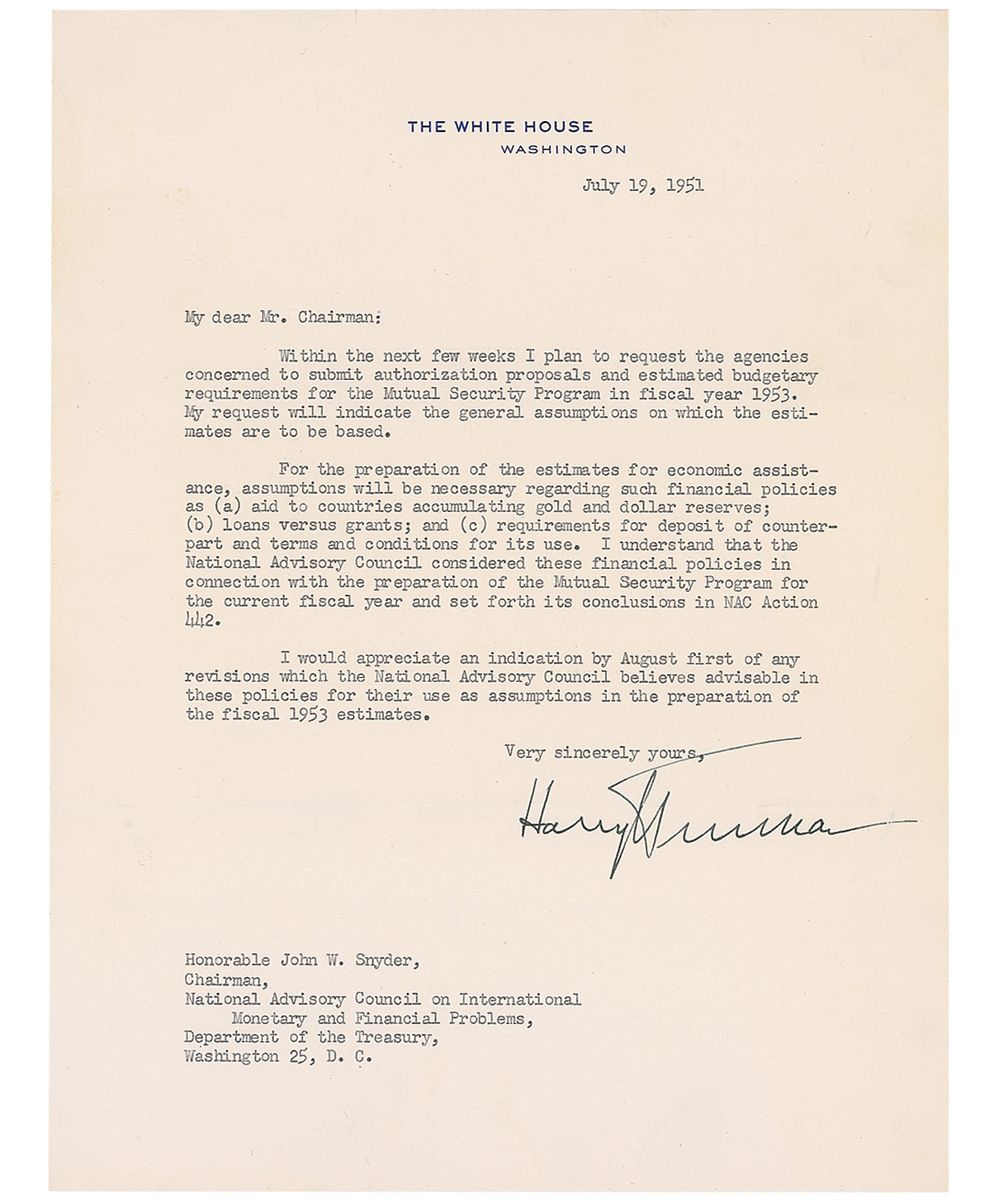 THE WHITE HOUSE
WASHINGTON
July 19, 1951
My dear Mr. Chairman:
Within the next few weeks I plan to request the agencies
concerned to submit authorization proposals and estimated budgetary
requirements for the Mutual Security Program in fiscal year 1953.
My request will indicate the general assumptions on which the esti-
mates are to be based.
For the preparation of the estimates for economic assist-
ance, assumptions will be necessary regarding such financial policies
as (a) aid to countries accumulating gold and dollar reserves;
(b) loans versus grants; and (c) requirements for deposit of counter-
part and terms and conditions for its use. I understand that the
National Advisory Council considered these financial policies in
connection with the preparation of the Mutual Security Program for
the current fiscal year and set forth its conclusions in NAC Action
442.
I would appreciate an indication by August first of any
revisions which the National Advisory Council believes advisable in
these policies for their use as assumptions in the preparation of
the fiscal 1953 estimates.
Very sincerely yours,
Harry Truman
Honorable John W. Snyder,
Chairman,
National Advisory Council on International
Monetary and Financial Problems,
Department of the Treasury,
Washington 25, D. C.